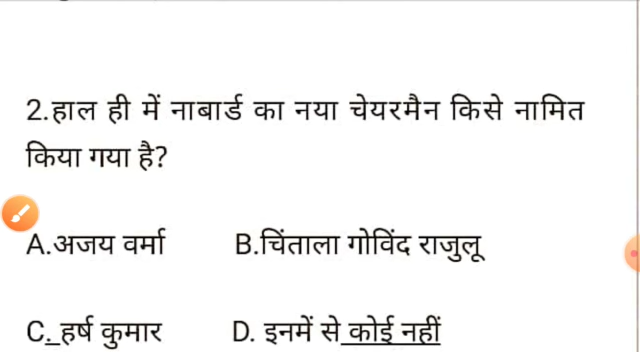 2.हाल ही में नाबार्ड का नया चेयरमैन किसे नामित
किया गया है?
A.अजय वर्मा B.चिंताला गोविंद राजुलू
C. हर्ष कुमार D. इनमें से कोई नहीं